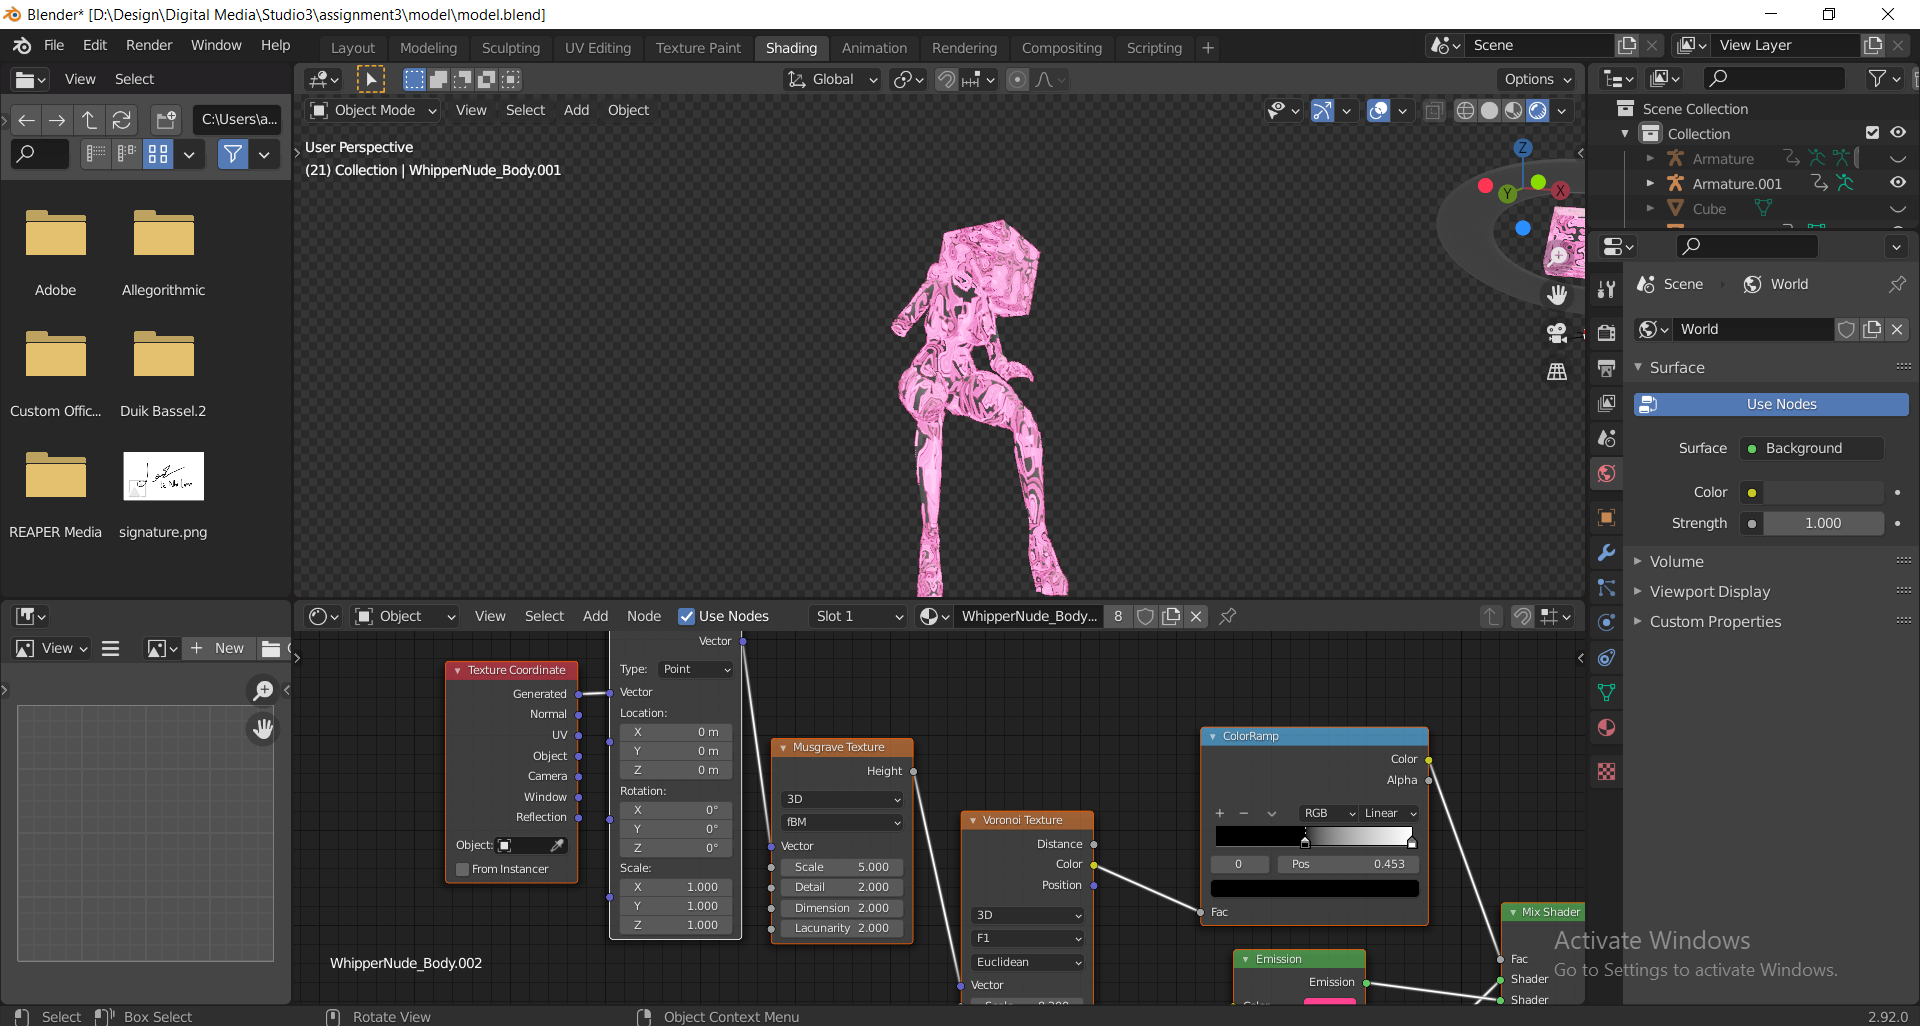 Blender* [D:\Design\Digital Media\Studio3\assignment3\model\model.blend]
File Edit Render Window Help Layout Modeling Sculpting UV Editing Texture Paint Shading Animation Rendering Compositing Scripting + Scene View Layer
View Select Global Options
Object Mode View Select Add Object
C:\Users\a...
User Perspective
(21) Collection | WhipperNude_Body.001
Z
Y
X
Adobe
Allegorithmic
Custom Offic...
Duik Bassel.2
REAPER Media
signature.png
Scene Collection
Collection
Armature
Armature.001
Cube
Scene World
World
Surface
Use Nodes
Surface Background
Color
Strength 1.000
Volume
Viewport Display
Custom Properties
View New
Object View Select Add Node Use Nodes Slot 1 WhipperNude_Body... 8
Texture Coordinate
Generated
Normal
UV
Object
Camera
Window
Reflection
Object:
From Instancer
Vector
Type: Point
Vector
Location:
X 0 m
Y 0 m
Z 0 m
Rotation:
X 0°
Y 0°
Z 0°
Scale:
X 1.000
Y 1.000
Z 1.000
Musgrave Texture
Height
3D
fBM
Vector
Scale 5.000
Detail 2.000
Dimension 2.000
Lacunarity 2.000
Voronoi Texture
Distance
Color
Position
3D
F1
Euclidean
Vector
ColorRamp
Color
Alpha
+ − RGB Linear
0 Pos 0.453
Fac
Emission
Emission
Mix Shader
Fac
Shader
Shader
WhipperNude_Body.002
Activate Windows
Go to Settings to activate Windows.
Select Box Select Rotate View Object Context Menu 2.92.0